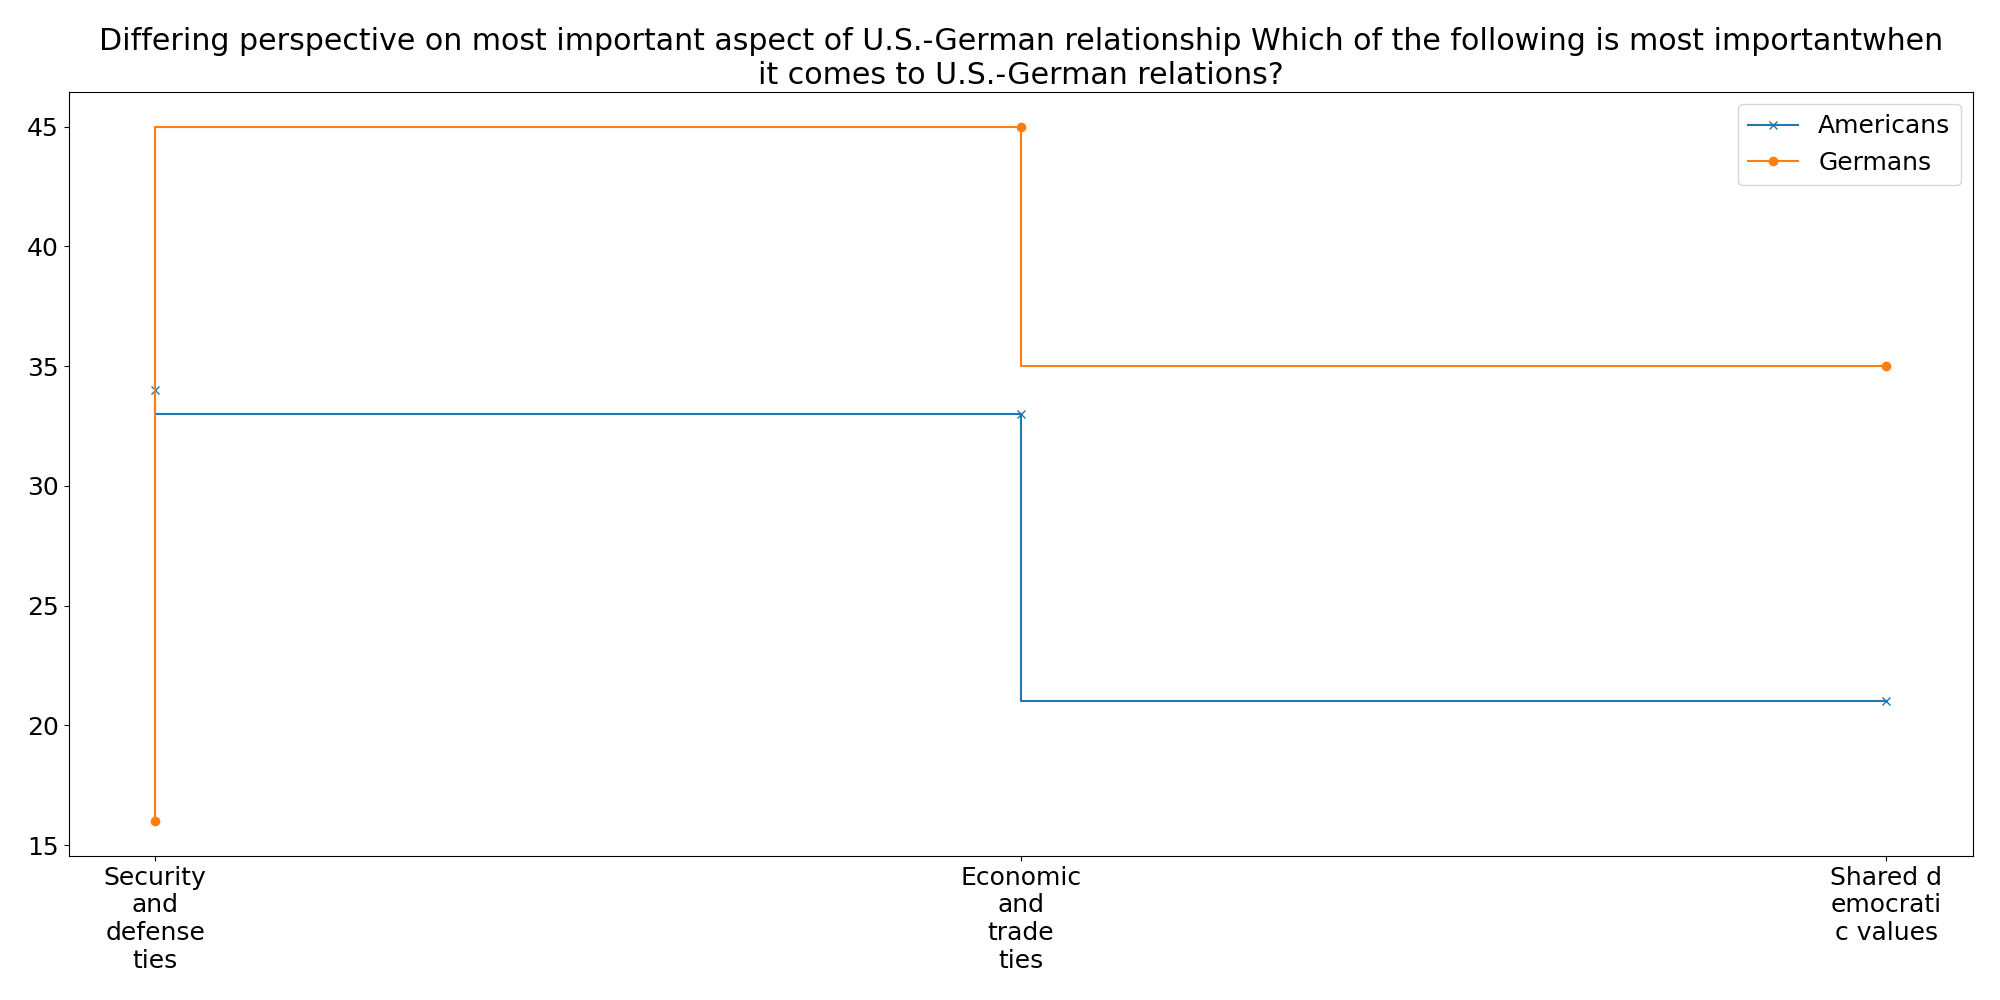 Differing perspective on most important aspect of U.S.-German relationship Which of the following is most importantwhen
it comes to U.S.-German relations?
Americans
Germans
45
40
35
30
25
20
15
Security
and
defense
ties
Economic
and
trade
ties
Shared d
emocrati
c values